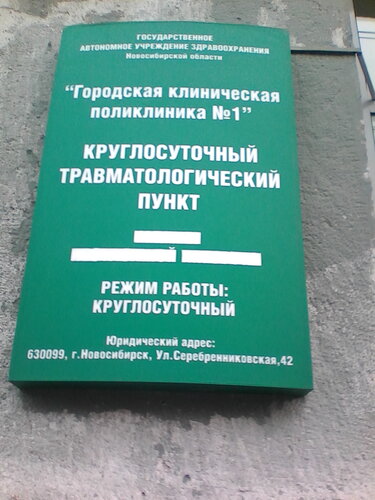 ГОСУДАРСТВЕННОЕ
АВТОНОМНОЕ УЧРЕЖДЕНИЕ ЗДРАВООХРАНЕНИЯ
Новосибирской области
"Городская клиническая
поликлиника №1"
КРУГЛОСУТОЧНЫЙ
ТРАВМАТОЛОГИЧЕСКИЙ
ПУНКТ
РЕЖИМ РАБОТЫ:
КРУГЛОСУТОЧНЫЙ
Юридический адрес:
630099, г.Новосибирск, Ул.Серебренниковская,42